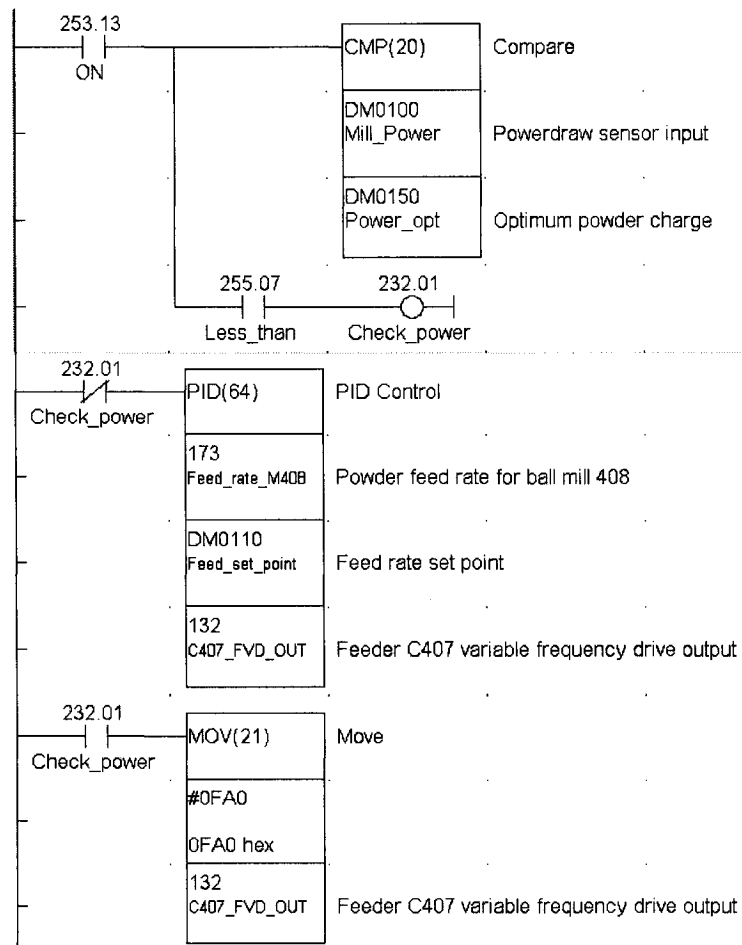 253.13
ON
CMP(20) Compare
DM0100
Mill_Power Powerdraw sensor input
DM0150
Power_opt Optimum powder charge
255.07 232.01
Less_than Check_power
232.01
Check_power
PID(64) PID Control
173
Feed_rate_M408 Powder feed rate for ball mill 408
DM0110
Feed_set_point Feed rate set point
132
C407_FVD_OUT Feeder C407 variable frequency drive output
232.01
Check_power
MOV(21) Move
#0FA0
0FA0 hex
132
C407_FVD_OUT Feeder C407 variable frequency drive output